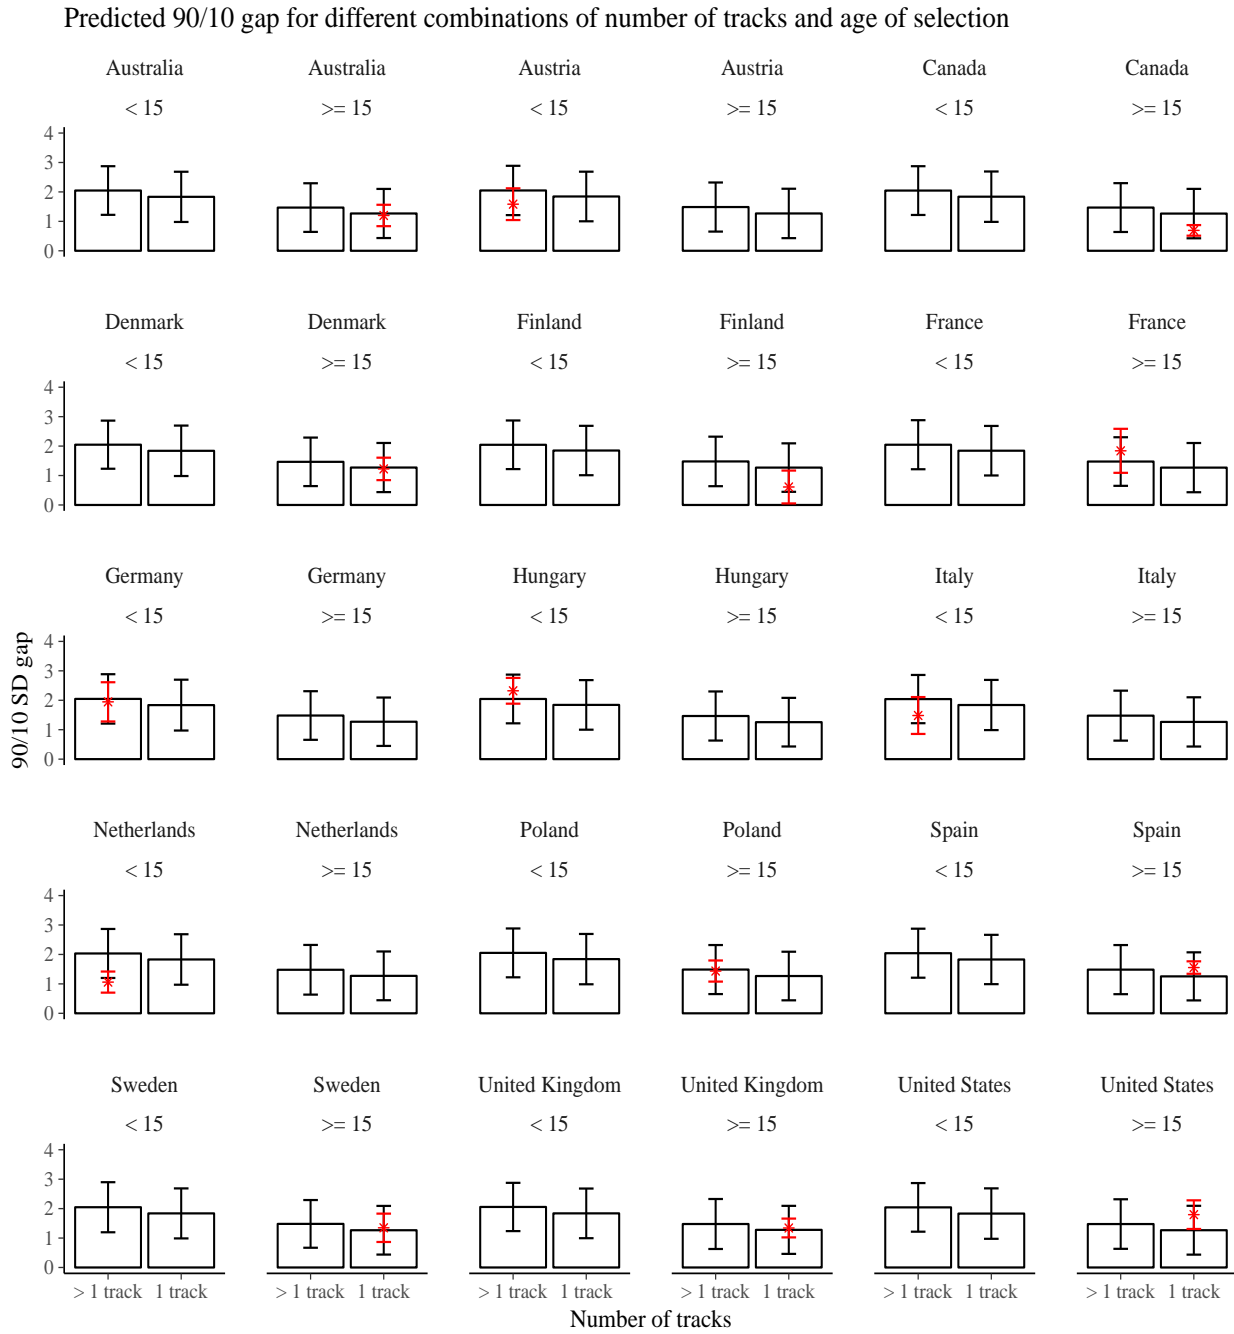 Predicted 90/10 gap for different combinations of number of tracks and age of selection
Australia Australia Austria Austria Canada Canada
< 15 >= 15 < 15 >= 15 < 15 >= 15
4
3
2
1
0
Denmark Denmark Finland Finland France France
< 15 >= 15 < 15 >= 15 < 15 >= 15
4
3
2
1
0
Germany Germany Hungary Hungary Italy Italy
< 15 >= 15 < 15 >= 15 < 15 >= 15
4
3
2
1
0
90/10 SD gap
Netherlands Netherlands Poland Poland Spain Spain
< 15 >= 15 < 15 >= 15 < 15 >= 15
4
3
2
1
0
Sweden Sweden United Kingdom United Kingdom United States United States
< 15 >= 15 < 15 >= 15 < 15 >= 15
4
3
2
1
0
> 1 track 1 track > 1 track 1 track > 1 track 1 track > 1 track 1 track > 1 track 1 track > 1 track 1 track
Number of tracks